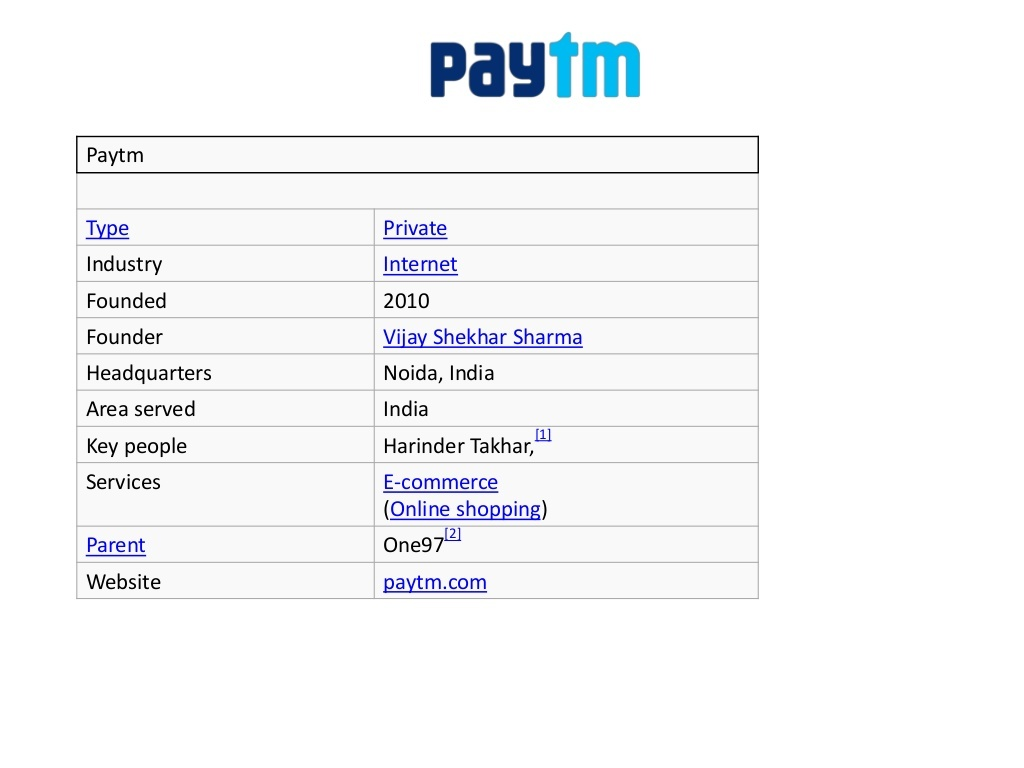 paytm
Paytm
Type Private
Industry Internet
Founded 2010
Founder Vijay Shekhar Sharma
Headquarters Noida, India
Area served India
Key people Harinder Takhar,[1]
Services E-commerce
(Online shopping)
Parent One97[2]
Website paytm.com